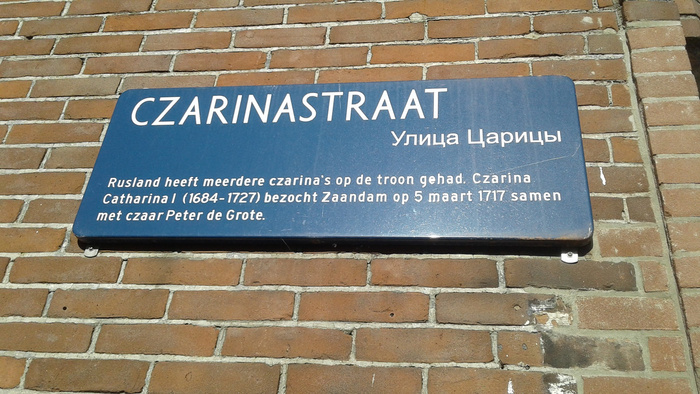 CZARINASTRAAT
Улица Царицы
Rusland heeft meerdere czarina's op de troon gehad. Czarina
Catharina I (1684-1727) bezocht Zaandam op 5 maart 1717 samen
met czaar Peter de Grote.